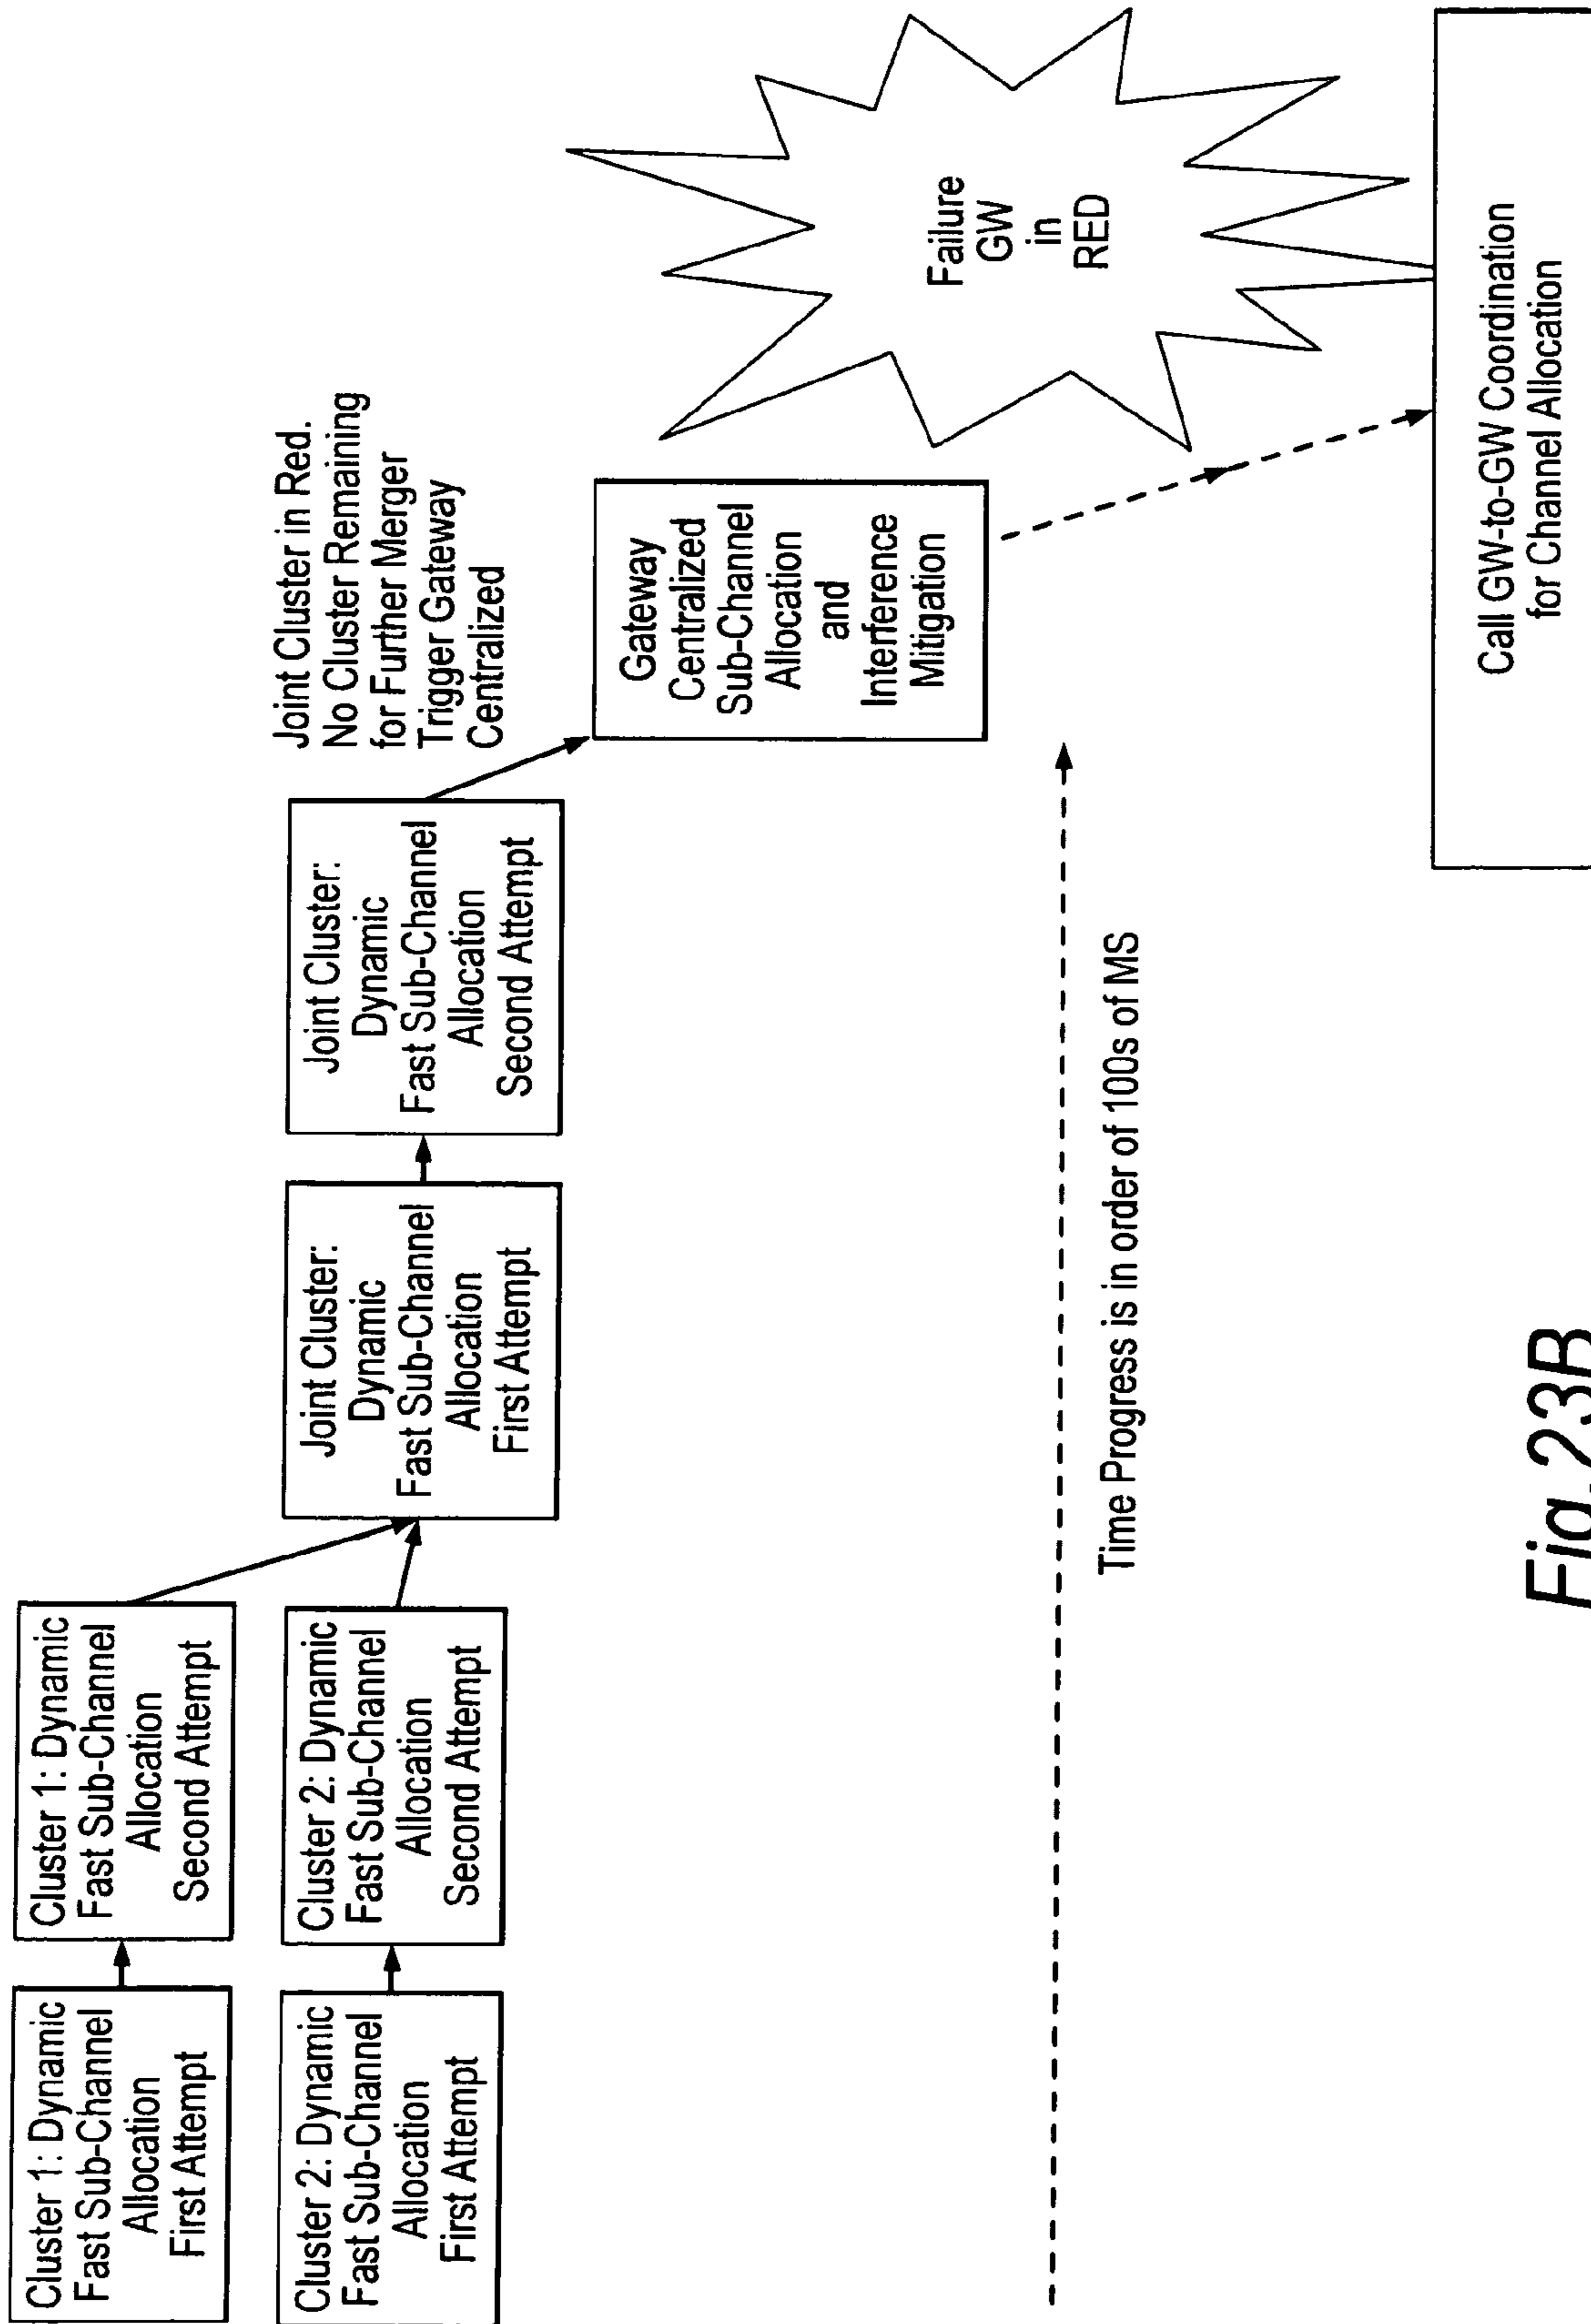 Cluster 1: Dynamic
Fast Sub-Channel
Allocation
First Attempt
Cluster 1: Dynamic
Fast Sub-Channel
Allocation
Second Attempt
Cluster 2: Dynamic
Fast Sub-Channel
Allocation
First Attempt
Cluster 2: Dynamic
Fast Sub-Channel
Allocation
Second Attempt
Joint Cluster:
Dynamic
Fast Sub-Channel
Allocation
First Attempt
Joint Cluster:
Dynamic
Fast Sub-Channel
Allocation
Second Attempt
Joint Cluster in Red.
No Cluster Remaining
for Further Merger
Trigger Gateway
Centralized
Gateway
Centralized
Sub-Channel
Allocation
and
Interference
Mitigation
Failure
GW
in
RED
Time Progress is in order of 100s of MS
Call GW-to-GW Coordination
for Channel Allocation
Fig.23B